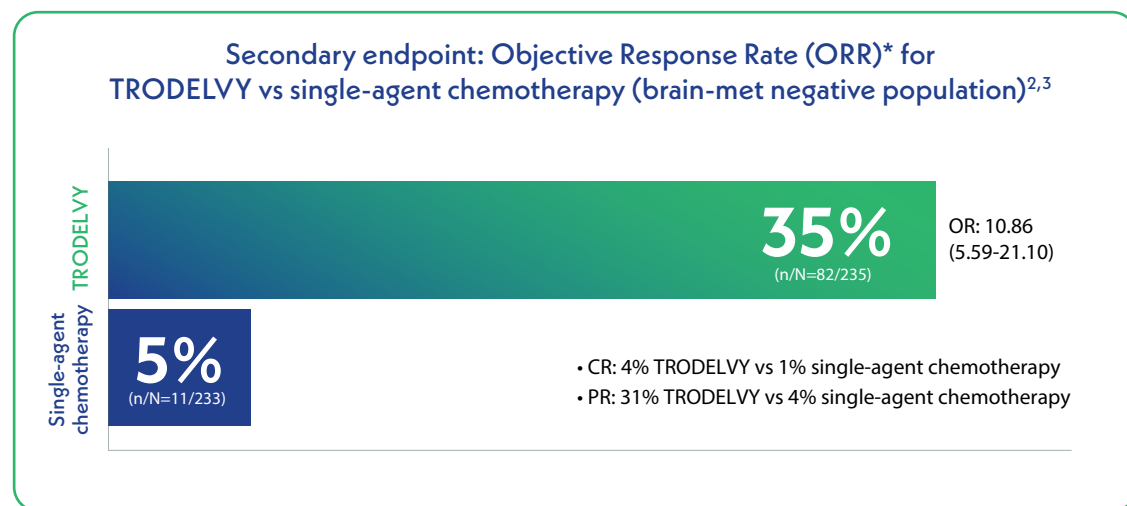 Secondary endpoint: Objective Response Rate (ORR)* for
TRODELVY vs single-agent chemotherapy (brain-met negative population)2,3
TRODELVY
35%
(n/N=82/235)
OR: 10.86
(5.59-21.10)
Single-agent
chemotherapy
5%
(n/N=11/233)
• CR: 4% TRODELVY vs 1% single-agent chemotherapy
• PR: 31% TRODELVY vs 4% single-agent chemotherapy